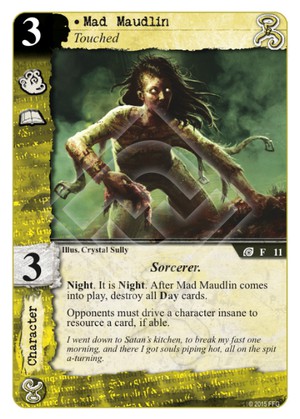 3
• Mad Maudlin
Touched
Illus. Crystal Sully
F 11
3
Character
Sorcerer.
Night. It is Night. After Mad Maudlin comes
into play, destroy all Day cards.
Opponents must drive a character insane to
resource a card, if able.
I went down to Satan's kitchen, to break my fast one
morning, and there I got souls piping hot, all on the spit
a-turning.
© 2015 FFG